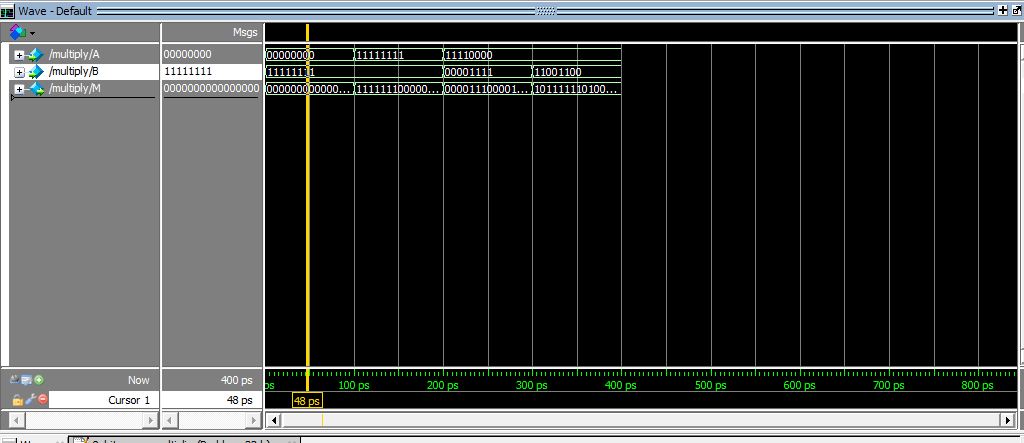 Wave - Default
Msgs
/multiply/A 00000000 00000000 11111111 11110000
/multiply/B 11111111 11111111 00001111 11001100
/multiply/M 0000000000000000 000000000000... 111111100000... 000011100001... 101111110100...
Now 400 ps ps 100 ps 200 ps 300 ps 400 ps 500 ps 600 ps 700 ps 800 ps
Cursor 1 48 ps 48 ps